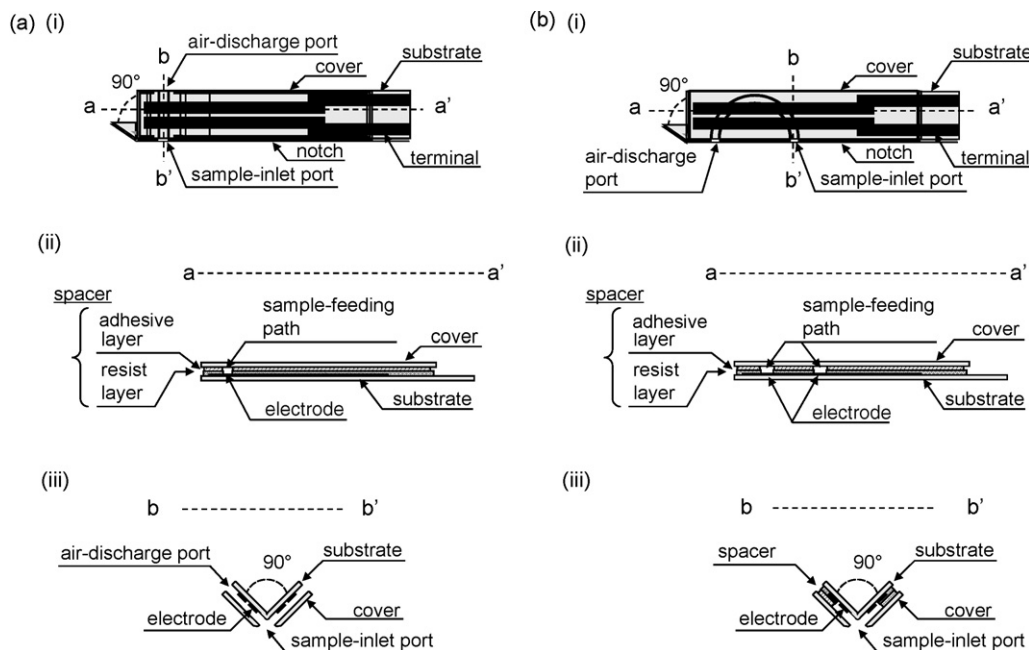 (a) (i)
b
air-discharge port
cover
substrate
90°
a
a'
notch
terminal
b'
sample-inlet port
(ii)
a
a'
spacer
adhesive
layer
resist
layer
sample-feeding
path
cover
electrode
substrate
(iii)
b
b'
air-discharge port
90°
substrate
electrode
cover
sample-inlet port
(b) (i)
b
cover
substrate
90°
a
a'
air-discharge
port
notch
terminal
b'
sample-inlet port
(ii)
a
a'
spacer
adhesive
layer
resist
layer
sample-feeding
path
cover
electrode
substrate
(iii)
b
b'
spacer
90°
substrate
electrode
cover
sample-inlet port